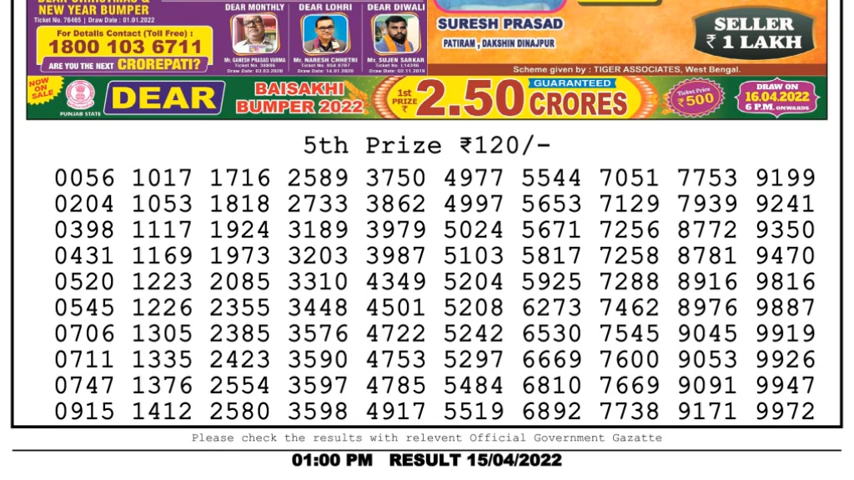 DEAR CHRISTMAS &
NEW YEAR BUMPER
Ticket No. 76465 | Draw Date : 01.01.2022
For Details Contact (Toll Free) :
1800 103 6711
ARE YOU THE NEXT CROREPATI?
DEAR MONTHLY
DEAR LOHRI
DEAR DIWALI
Mr. GANESH PRASAD VARMA
Mr. NARESH CHHETRI
Mr. SUJEN SARKAR
SURESH PRASAD
PATIRAM, DAKSHIN DINAJPUR
SELLER
₹ 1 LAKH
Scheme given by : TIGER ASSOCIATES, West Bengal.
NOW ON SALE
PUNJAB STATE
DEAR
BAISAKHI
BUMPER 2022
1st PRIZE ₹
2.50
GUARANTEED
CRORES
Ticket Price
₹500
DRAW ON
16.04.2022
6 P.M. ONWARDS
5th Prize ₹120/-
0056 1017 1716 2589 3750 4977 5544 7051 7753 9199
0204 1053 1818 2733 3862 4997 5653 7129 7939 9241
0398 1117 1924 3189 3979 5024 5671 7256 8772 9350
0431 1169 1973 3203 3987 5103 5817 7258 8781 9470
0520 1223 2085 3310 4349 5204 5925 7288 8916 9816
0545 1226 2355 3448 4501 5208 6273 7462 8976 9887
0706 1305 2385 3576 4722 5242 6530 7545 9045 9919
0711 1335 2423 3590 4753 5297 6669 7600 9053 9926
0747 1376 2554 3597 4785 5484 6810 7669 9091 9947
0915 1412 2580 3598 4917 5519 6892 7738 9171 9972
Please check the results with relevent Official Government Gazatte
01:00 PM RESULT 15/04/2022